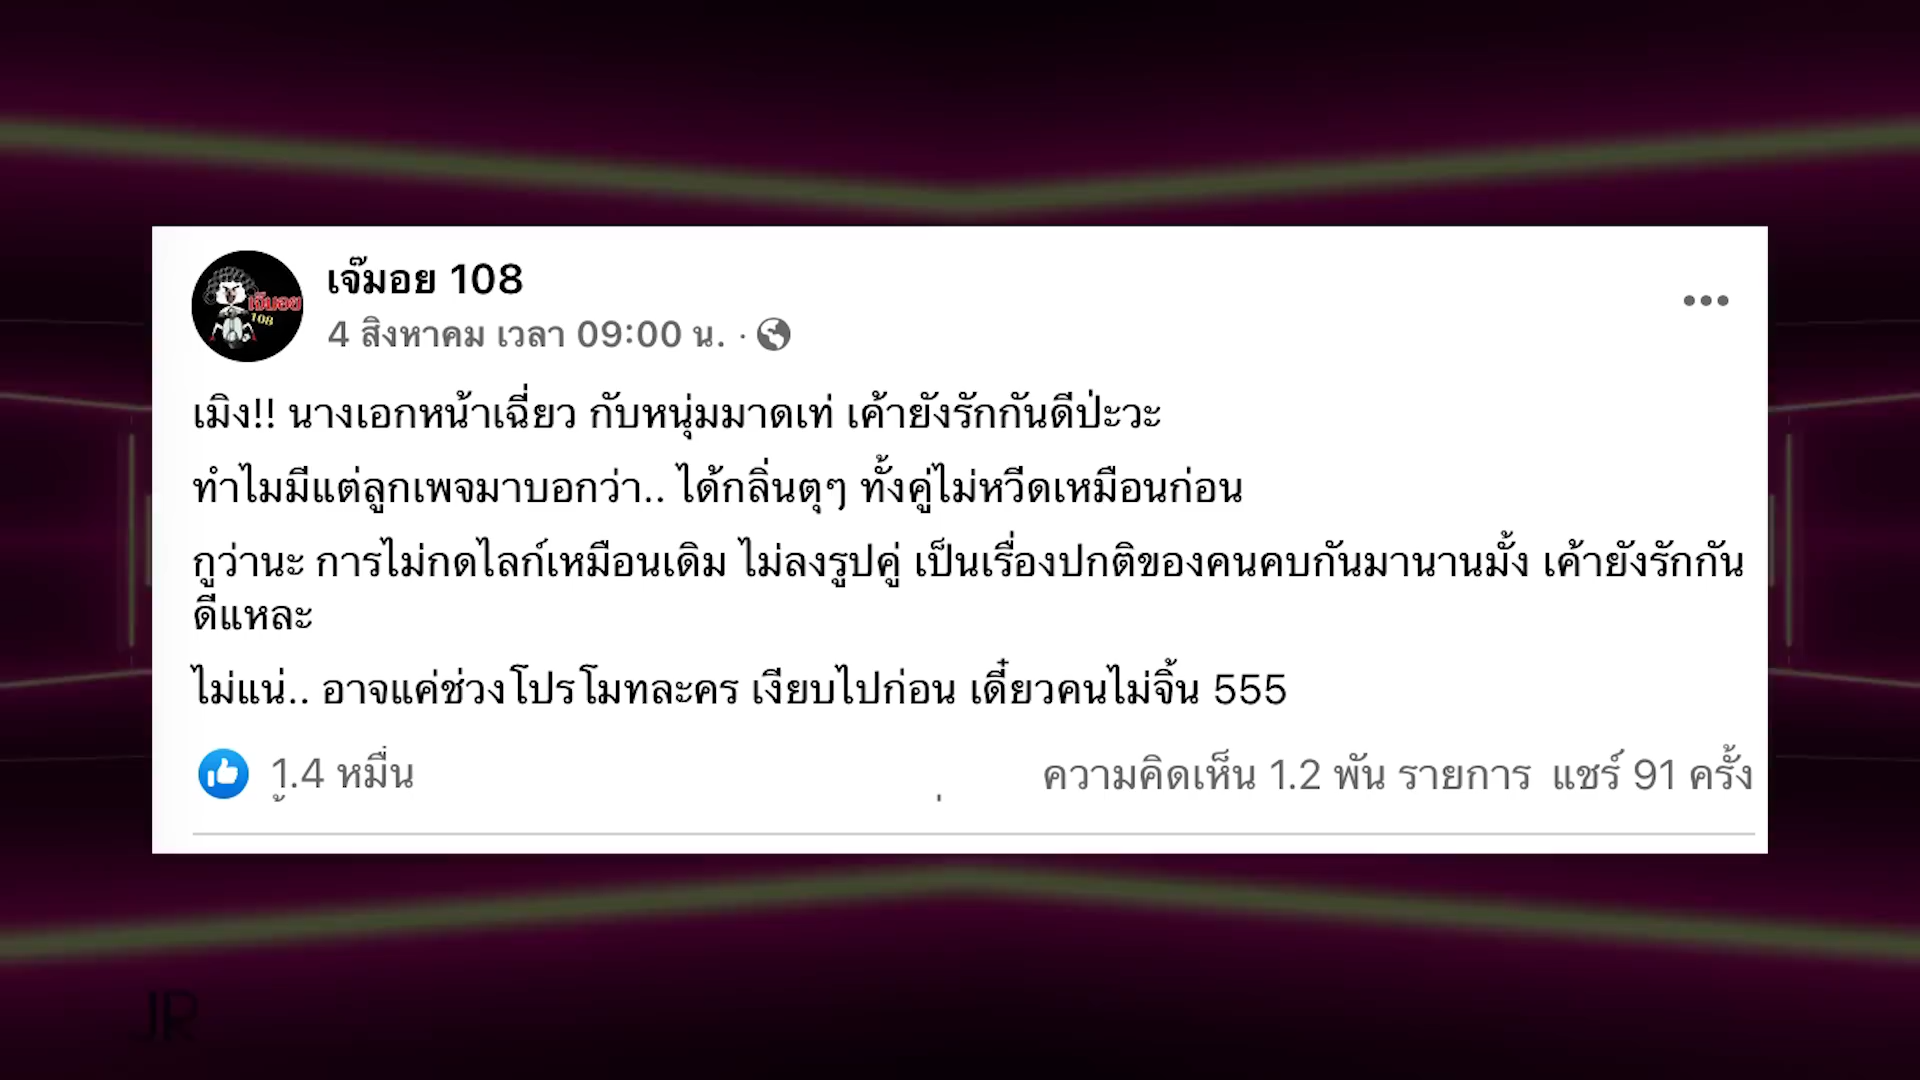 เจ๊มอย 108
เจ๊มอย
108
4 สิงหาคม เวลา 09:00 น. ·
เมิง!! นางเอกหน้าเฉี่ยว กับหนุ่มมาดเท่ เค้ายังรักกันดีป่ะวะ
ทำไมมีแต่ลูกเพจมาบอกว่า.. ได้กลิ่นตุๆ ทั้งคู่ไม่หวีดเหมือนก่อน
กูว่านะ การไม่กดไลก์เหมือนเดิม ไม่ลงรูปคู่ เป็นเรื่องปกติของคนคบกันมานานมั้ง เค้ายังรักกัน
ดีแหละ
ไม่แน่.. อาจแค่ช่วงโปรโมทละคร เงียบไปก่อน เดี๋ยวคนไม่จิ้น 555
1.4 หมื่น
ความคิดเห็น 1.2 พัน รายการ แชร์ 91 ครั้ง
JR